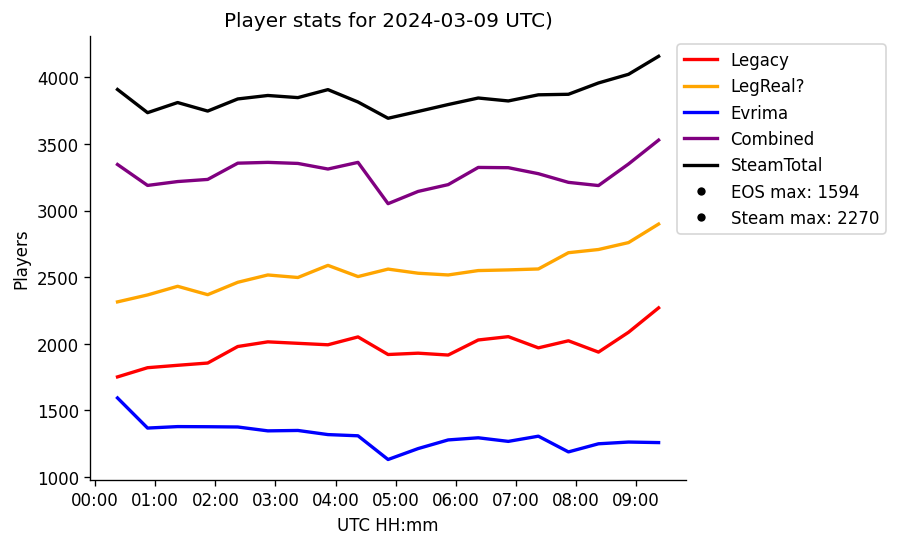 Player stats for 2024-03-09 UTC)
4000
3500
3000
2500
2000
1500
1000
Players
00:00 01:00 02:00 03:00 04:00 05:00 06:00 07:00 08:00 09:00
UTC HH:mm
Legacy
LegReal?
Evrima
Combined
SteamTotal
EOS max: 1594
Steam max: 2270